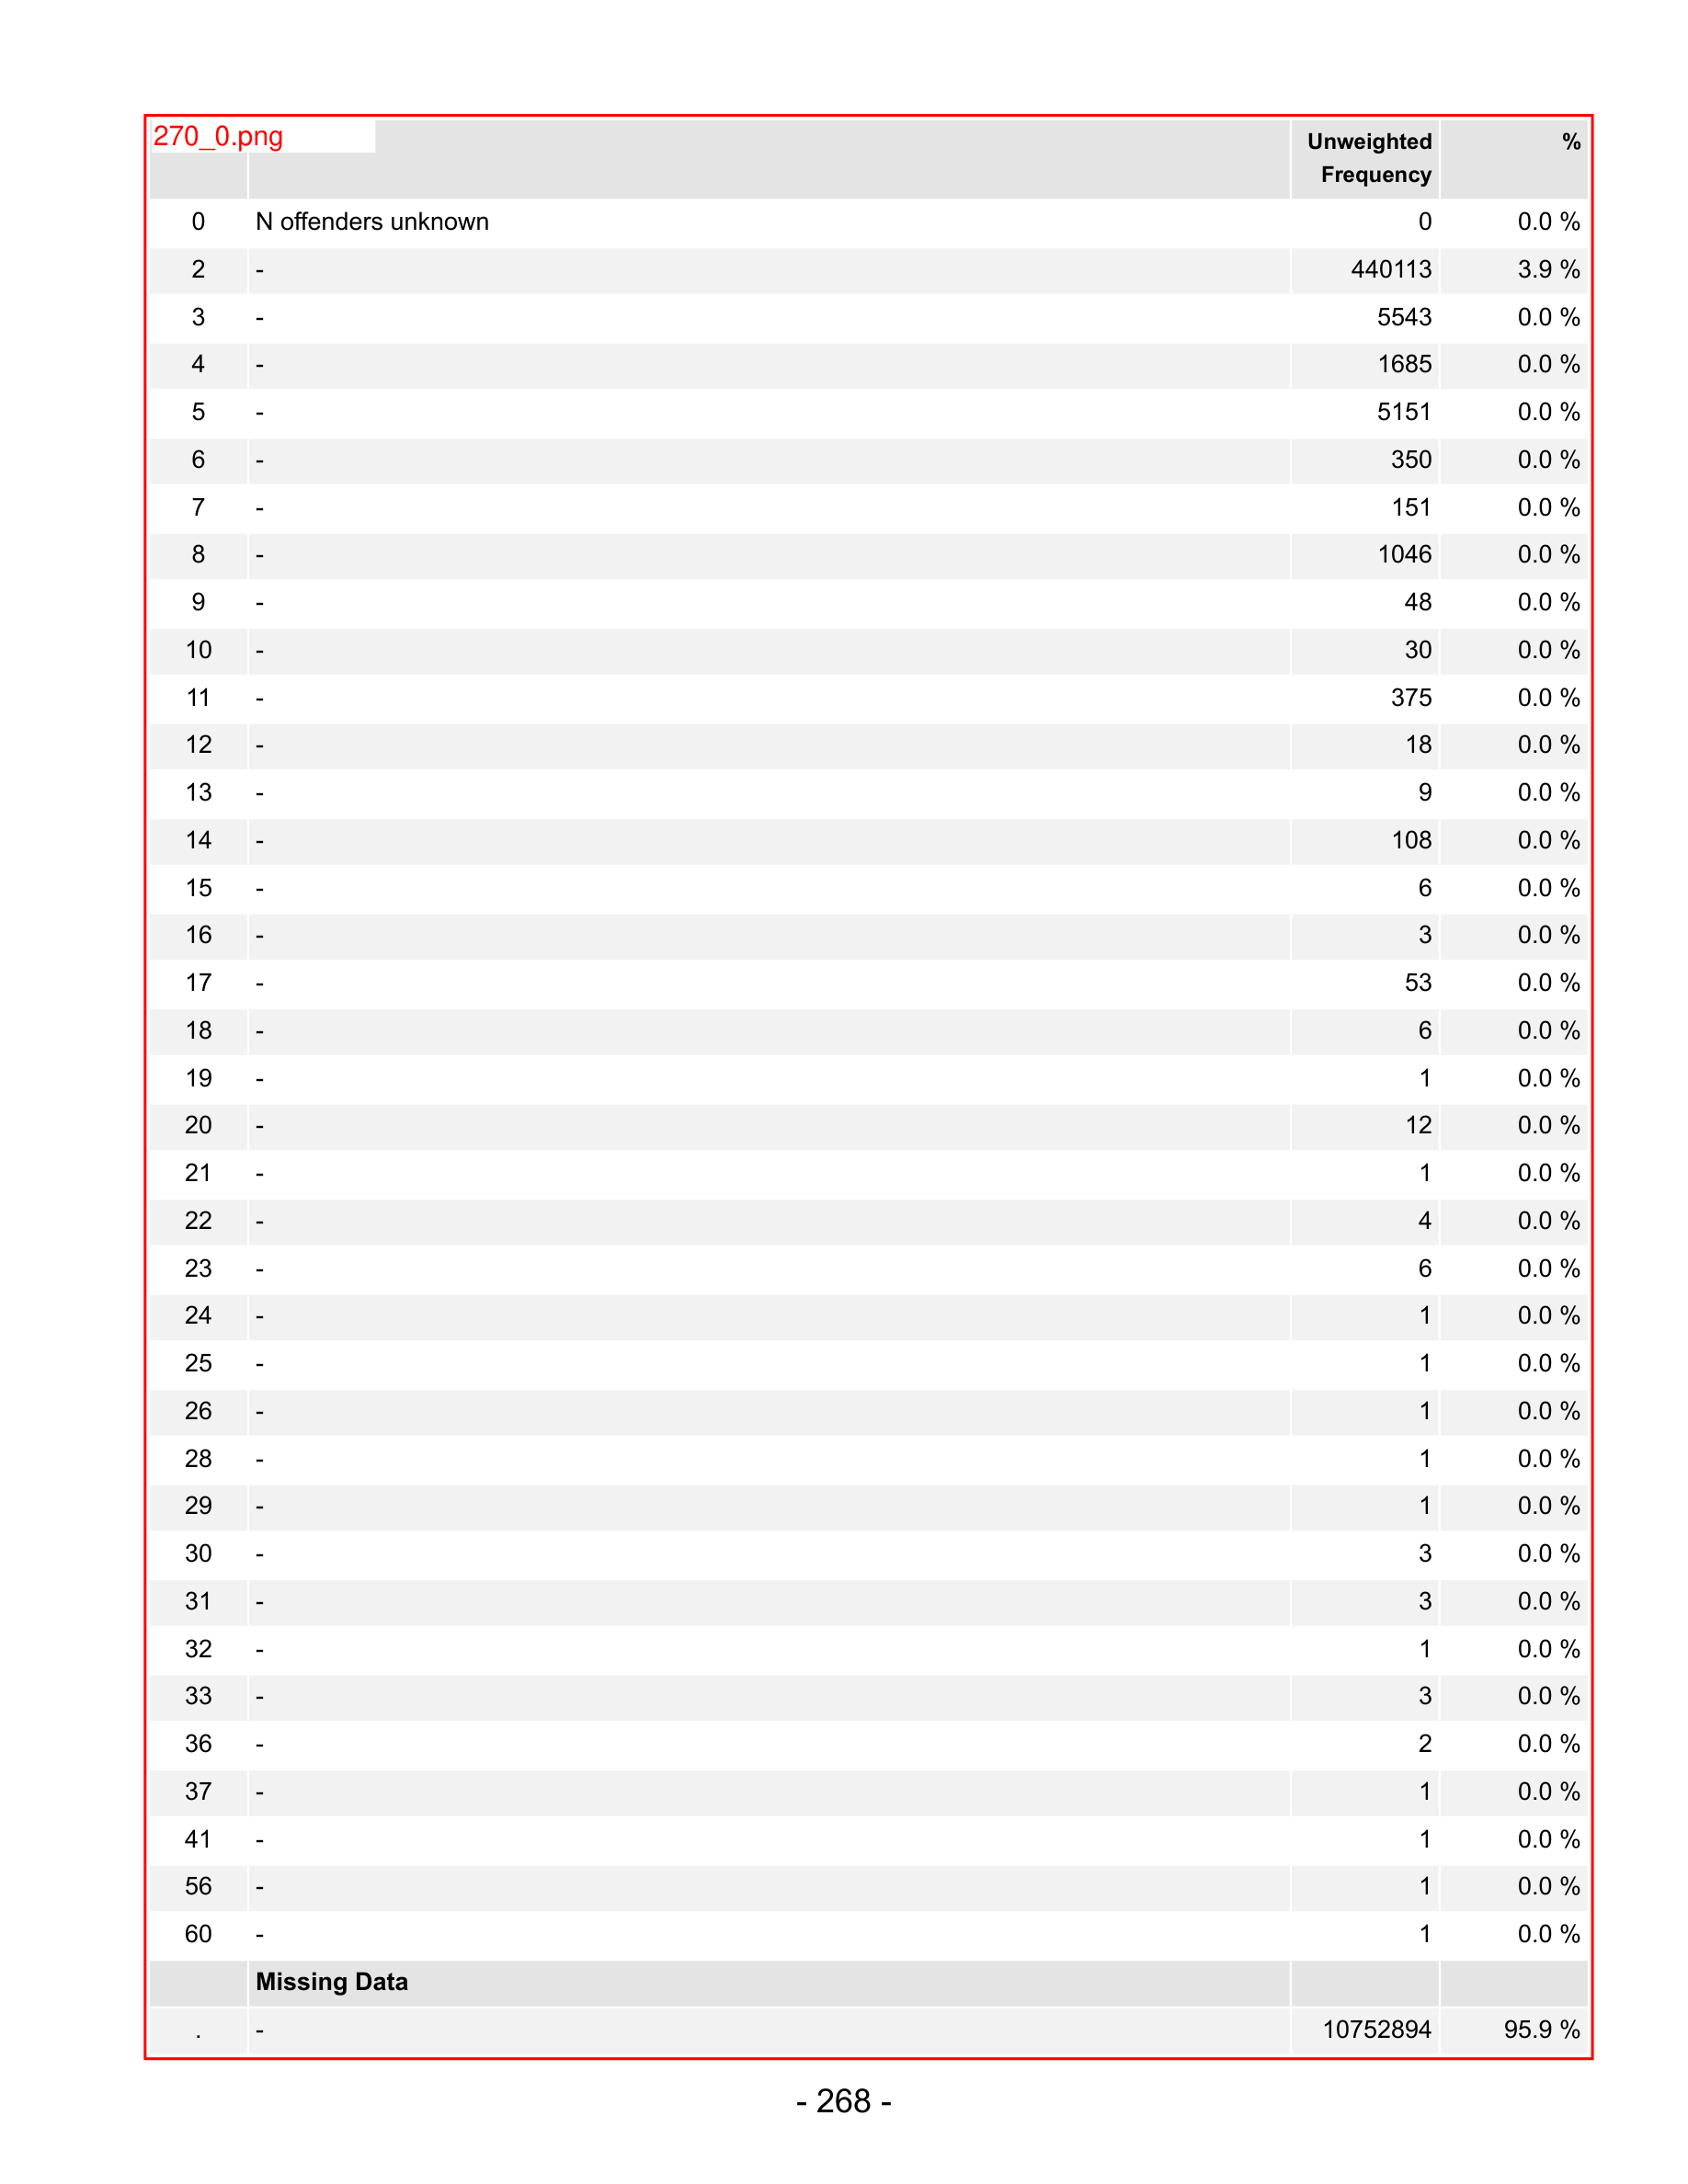 270_0.png
Unweighted Frequency %
0 N offenders unknown 0 0.0 %
2 - 440113 3.9 %
3 - 5543 0.0 %
4 - 1685 0.0 %
5 - 5151 0.0 %
6 - 350 0.0 %
7 - 151 0.0 %
8 - 1046 0.0 %
9 - 48 0.0 %
10 - 30 0.0 %
11 - 375 0.0 %
12 - 18 0.0 %
13 - 9 0.0 %
14 - 108 0.0 %
15 - 6 0.0 %
16 - 3 0.0 %
17 - 53 0.0 %
18 - 6 0.0 %
19 - 1 0.0 %
20 - 12 0.0 %
21 - 1 0.0 %
22 - 4 0.0 %
23 - 6 0.0 %
24 - 1 0.0 %
25 - 1 0.0 %
26 - 1 0.0 %
28 - 1 0.0 %
29 - 1 0.0 %
30 - 3 0.0 %
31 - 3 0.0 %
32 - 1 0.0 %
33 - 3 0.0 %
36 - 2 0.0 %
37 - 1 0.0 %
41 - 1 0.0 %
56 - 1 0.0 %
60 - 1 0.0 %
Missing Data
. - 10752894 95.9 %
- 268 -